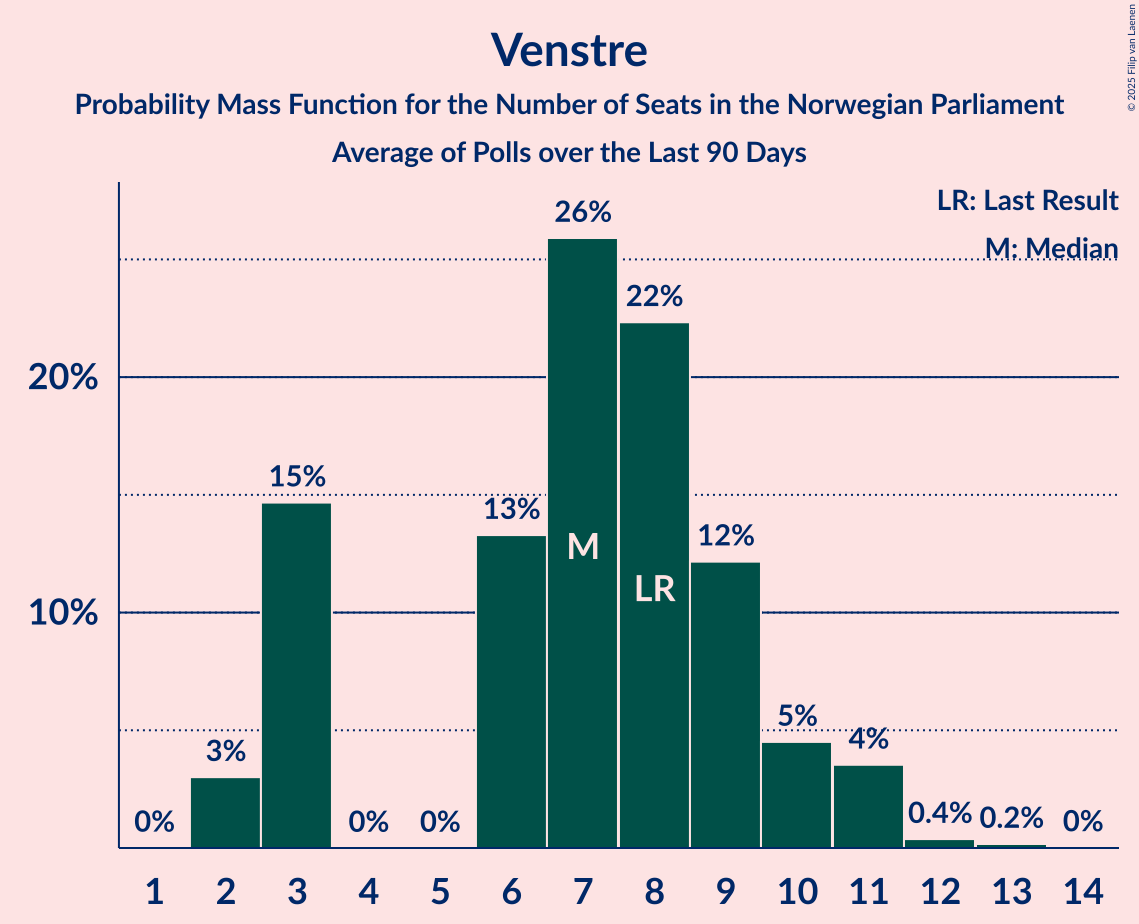 Venstre
Probability Mass Function for the Number of Seats in the Norwegian Parliament
Average of Polls over the Last 90 Days
© 2025 Filip van Laenen
LR: Last Result
M: Median
26%
22%
20%
15%
13%
12%
M
LR
10%
5%
4%
3%
0%
0%
0%
0.4%
0.2%
0%
1 2 3 4 5 6 7 8 9 10 11 12 13 14